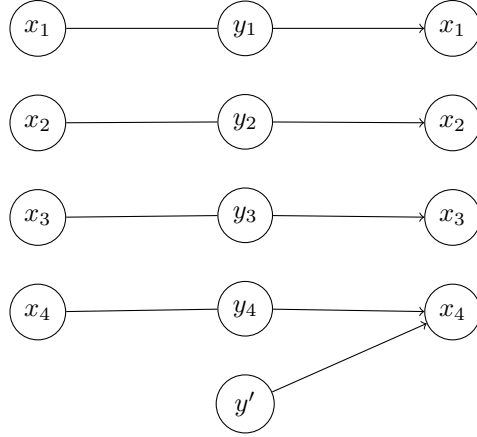 x₁ y₁ x₁
x₂ y₂ x₂
x₃ y₃ x₃
x₄ y₄ x₄
y′